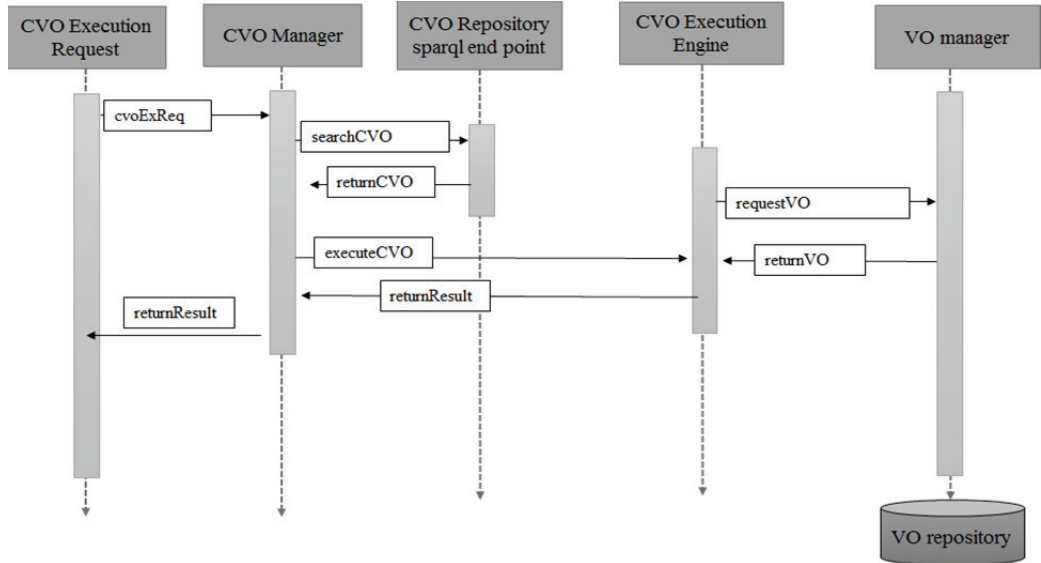 CVO Execution
Request
CVO Manager
CVO Repository
sparql end point
CVO Execution
Engine
VO manager
cvoExReq
searchCVO
returnCVO
requestVO
executeCVO
returnVO
returnResult
returnResult
VO repository